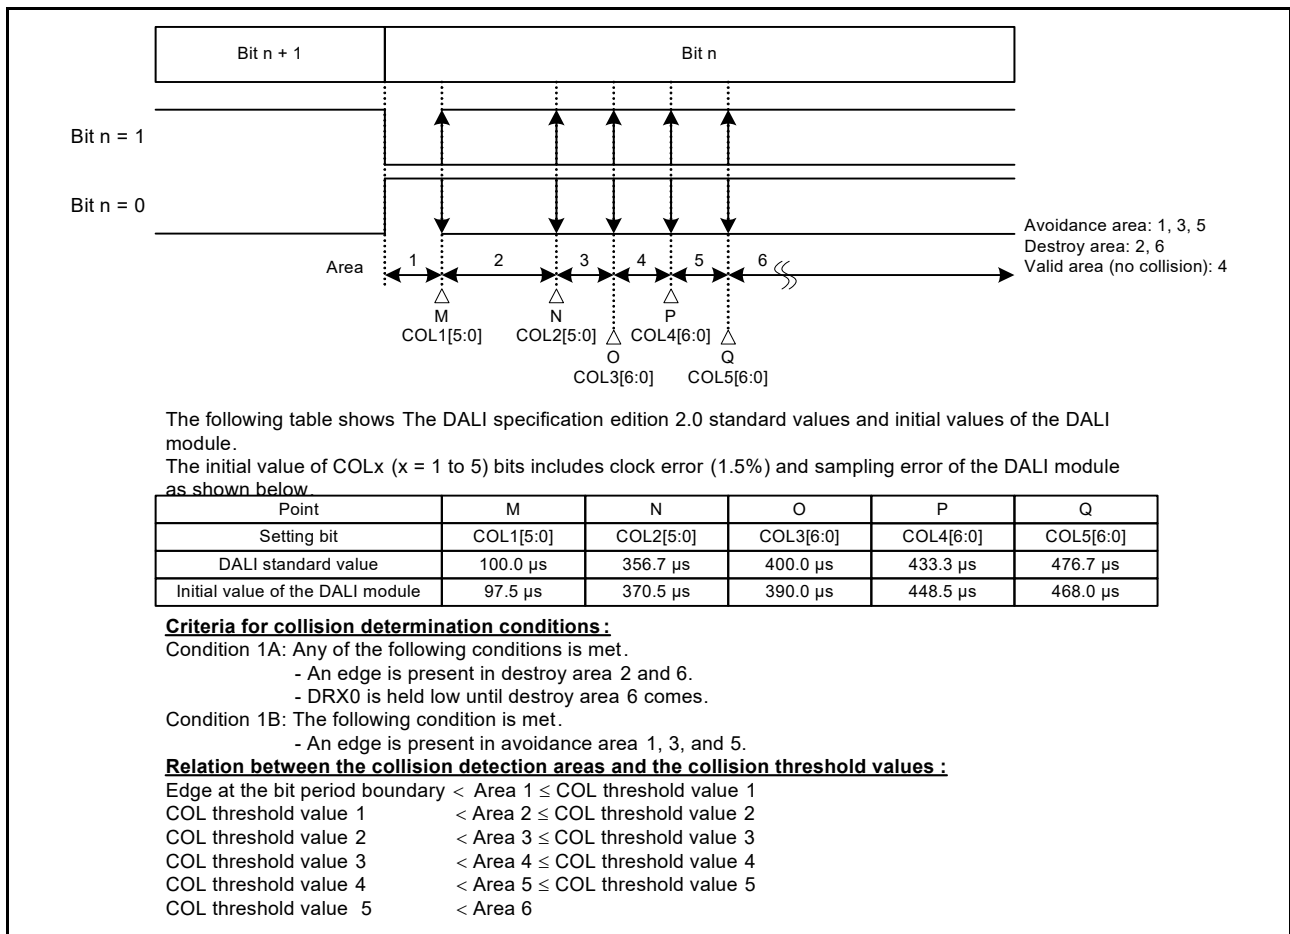 Bit n + 1
Bit n
Bit n = 1
Bit n = 0
Avoidance area: 1, 3, 5
Destroy area: 2, 6
Valid area (no collision): 4
Area
1
2
3
4
5
6
M
N
P
COL1[5:0]
COL2[5:0]
COL4[6:0]
O
Q
COL3[6:0]
COL5[6:0]
The following table shows The DALI specification edition 2.0 standard values and initial values of the DALI
module.
The initial value of COLx (x = 1 to 5) bits includes clock error (1.5%) and sampling error of the DALI module
as shown below.
Point M N O P Q
Setting bit COL1[5:0] COL2[5:0] COL3[6:0] COL4[6:0] COL5[6:0]
DALI standard value 100.0 µs 356.7 µs 400.0 µs 433.3 µs 476.7 µs
Initial value of the DALI module 97.5 µs 370.5 µs 390.0 µs 448.5 µs 468.0 µs
Criteria for collision determination conditions :
Condition 1A: Any of the following conditions is met.
- An edge is present in destroy area 2 and 6.
- DRX0 is held low until destroy area 6 comes.
Condition 1B: The following condition is met.
- An edge is present in avoidance area 1, 3, and 5.
Relation between the collision detection areas and the collision threshold values :
Edge at the bit period boundary < Area 1 ≤ COL threshold value 1
COL threshold value 1 < Area 2 ≤ COL threshold value 2
COL threshold value 2 < Area 3 ≤ COL threshold value 3
COL threshold value 3 < Area 4 ≤ COL threshold value 4
COL threshold value 4 < Area 5 ≤ COL threshold value 5
COL threshold value 5 < Area 6